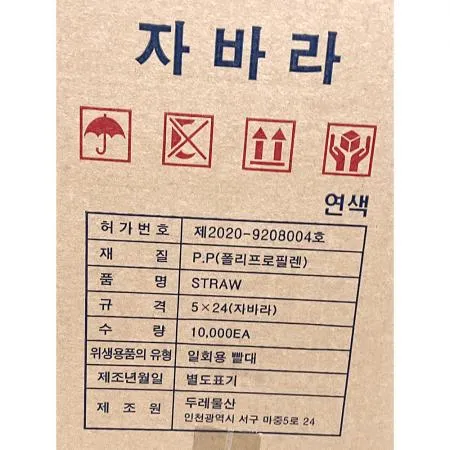 자바라
연색
허가번호 제2020-9208004호
재 질 P.P(폴리프로필렌)
품 명 STRAW
규 격 5×24(자바라)
수 량 10,000EA
위생용품의 유형 일회용 빨대
제조년월일 별도표기
제 조 원 두레물산
인천광역시 서구 마중5로 24